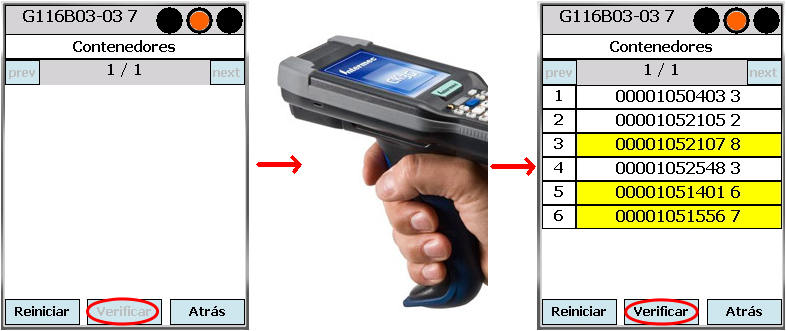 G116B03-03 7
Contenedores
prev 1 / 1 next
Reiniciar Verificar Atrás
Intermec
CK3R
Intermec
G116B03-03 7
Contenedores
prev 1 / 1 next
1 00001050403 3
2 00001052105 2
3 00001052107 8
4 00001052548 3
5 00001051401 6
6 00001051556 7
Reiniciar Verificar Atrás